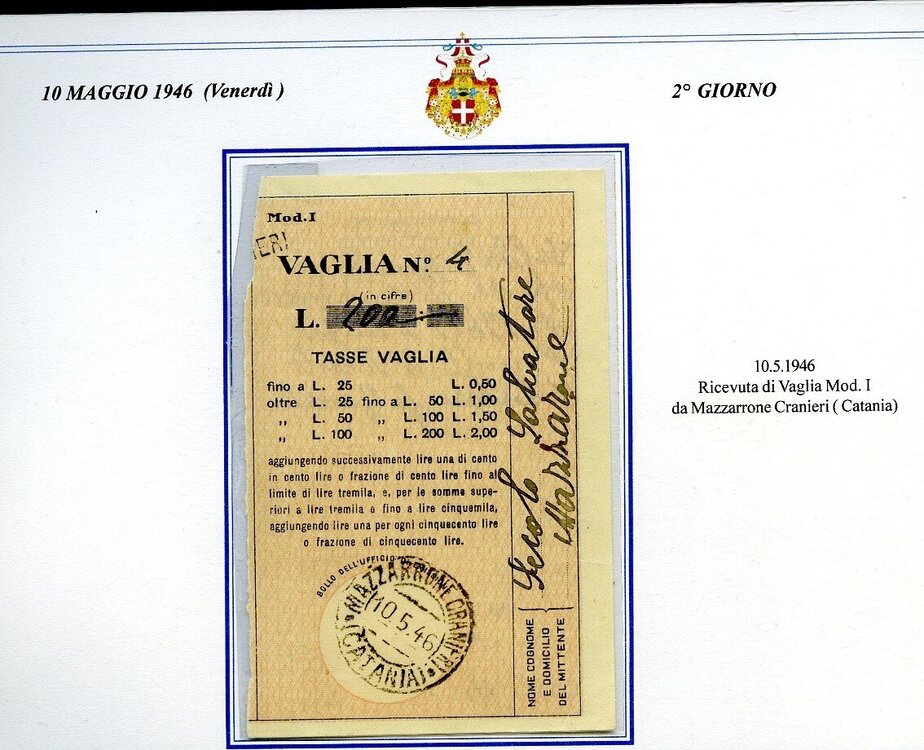 10 MAGGIO 1946 (Venerdì)
2° GIORNO
Mod.I
IERI
VAGLIA N.º 4
(in cifre)
L. 200
TASSE VAGLIA
fino a L. 25 L. 0,50
oltre L. 25 fino a L. 50 L. 1,00
„ L. 50 „ L. 100 L. 1,50
„ L. 100 „ L. 200 L. 2,00
aggiungendo successivamente lire una di cento
in cento lire o frazione di cento lire fino al
limite di lire tremila, e, per le somme supe-
riori a lire tremila e fino a lire cinquemila,
aggiungendo lire una per ogni cinquecento lire
o frazione di cinquecento lire.
BOLLO DELL'UFFICIO
MAZZARRONE CRANIERI
10.5.46
(CATANIA)
Salvatore
Mazzarone
NOME COGNOME
E DOMICILIO
DEL MITTENTE
10.5.1946
Ricevuta di Vaglia Mod. I
da Mazzarrone Cranieri ( Catania)